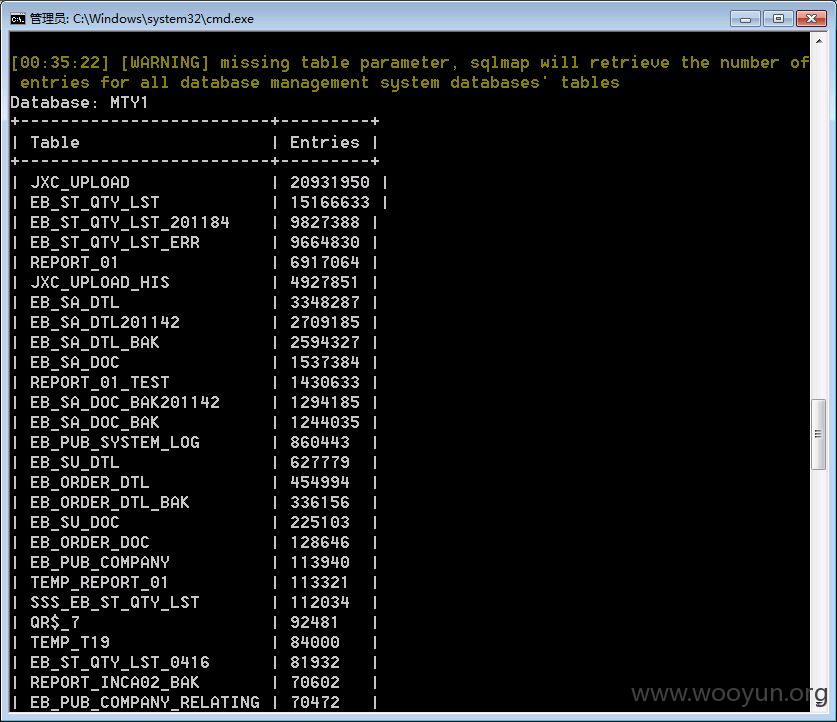 管理员: C:\Windows\system32\cmd.exe
[00:35:22] [WARNING] missing table parameter, sqlmap will retrieve the number of
entries for all database management system databases' tables
Database: MTY1
+-------------------------+---------+
| Table | Entries |
+-------------------------+---------+
| JXC_UPLOAD | 20931950 |
| EB_ST_QTY_LST | 15166633 |
| EB_ST_QTY_LST_201184 | 9827388 |
| EB_ST_QTY_LST_ERR | 9664830 |
| REPORT_01 | 6917064 |
| JXC_UPLOAD_HIS | 4927851 |
| EB_SA_DTL | 3348287 |
| EB_SA_DTL201142 | 2709185 |
| EB_SA_DTL_BAK | 2594327 |
| EB_SA_DOC | 1537384 |
| REPORT_01_TEST | 1430633 |
| EB_SA_DOC_BAK201142 | 1294185 |
| EB_SA_DOC_BAK | 1244035 |
| EB_PUB_SYSTEM_LOG | 860443 |
| EB_SU_DTL | 627779 |
| EB_ORDER_DTL | 454994 |
| EB_ORDER_DTL_BAK | 336156 |
| EB_SU_DOC | 225103 |
| EB_ORDER_DOC | 128646 |
| EB_PUB_COMPANY | 113940 |
| TEMP_REPORT_01 | 113321 |
| SSS_EB_ST_QTY_LST | 112034 |
| QR$_7 | 92481 |
| TEMP_T19 | 84000 |
| EB_ST_QTY_LST_0416 | 81932 |
| REPORT_INCA02_BAK | 70602 |
| EB_PUB_COMPANY_RELATING | 70472 |
www.wooyun.org